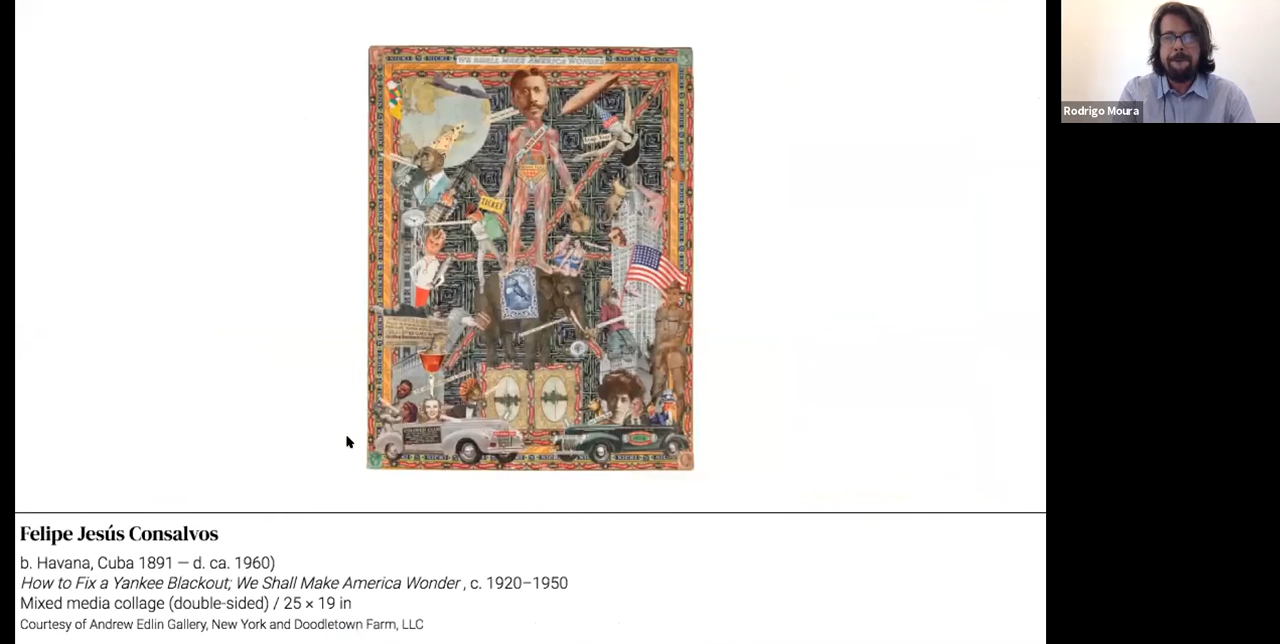 WE SHALL MAKE AMERICA WONDER
TICKET
Rodrigo Moura
Felipe Jesús Consalvos
b. Havana, Cuba 1891 — d. ca. 1960)
How to Fix a Yankee Blackout; We Shall Make America Wonder , c. 1920–1950
Mixed media collage (double-sided) / 25 × 19 in
Courtesy of Andrew Edlin Gallery, New York and Doodletown Farm, LLC